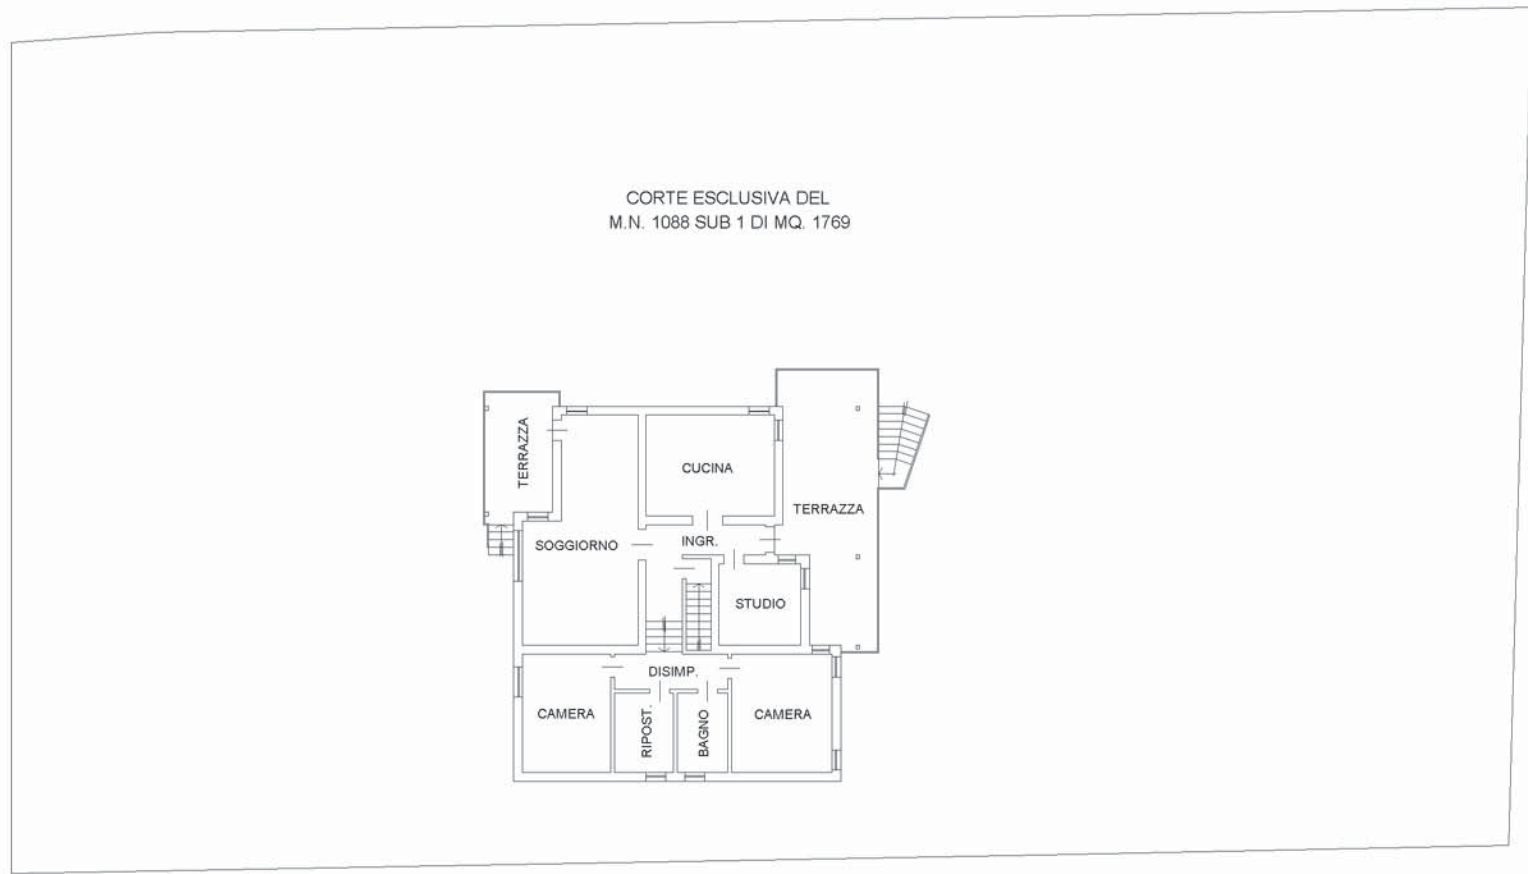 CORTE ESCLUSIVA DEL
M.N. 1088 SUB 1 DI MQ. 1769
TERRAZZA
CUCINA
TERRAZZA
SOGGIORNO
INGR.
STUDIO
DISIMP.
CAMERA
RIPOST.
BAGNO
CAMERA